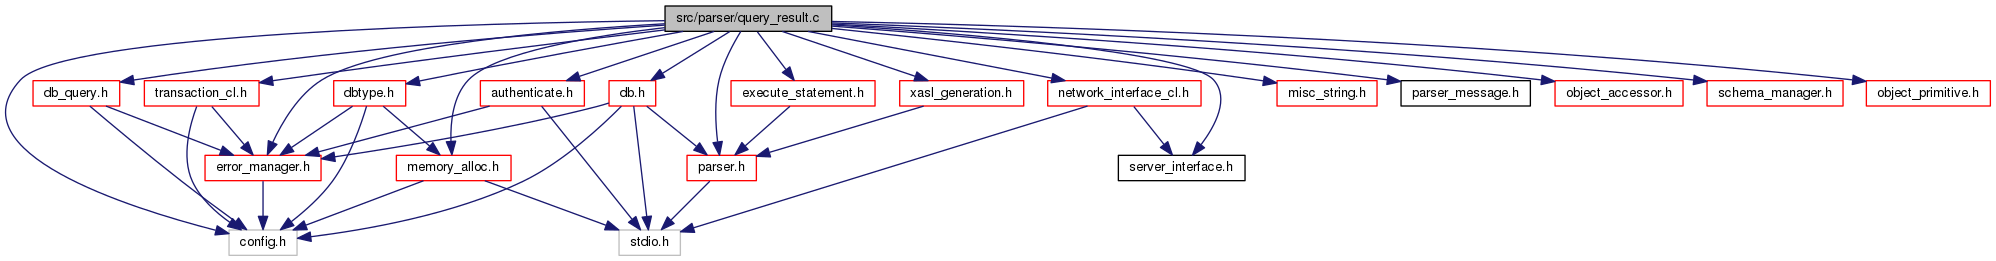 src/parser/query_result.c
db_query.h
transaction_cl.h
dbtype.h
authenticate.h
db.h
execute_statement.h
xasl_generation.h
network_interface_cl.h
misc_string.h
parser_message.h
object_accessor.h
schema_manager.h
object_primitive.h
error_manager.h
memory_alloc.h
parser.h
server_interface.h
config.h
stdio.h